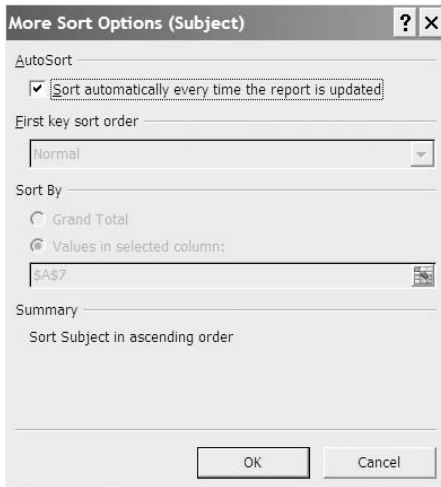 More Sort Options (Subject)
AutoSort
Sort automatically every time the report is updated
First key sort order
Normal
Sort By
Grand Total
Values in selected column:
$A$7
Summary
Sort Subject in ascending order
OK Cancel